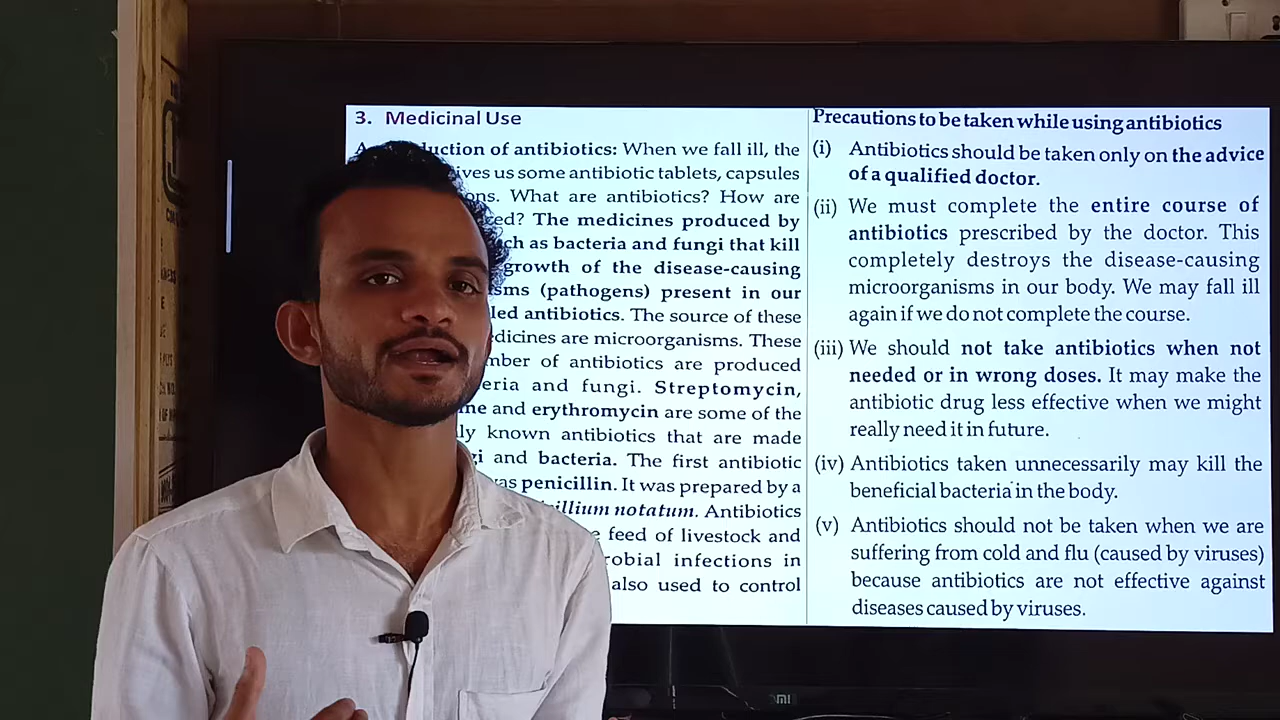 3. Medicinal Use
duction of antibiotics: When we fall ill, the
ives us some antibiotic tablets, capsules
ons. What are antibiotics? How are
ced? The medicines produced by
ch as bacteria and fungi that kill
growth of the disease-causing
sms (pathogens) present in our
led antibiotics. The source of these
edicines are microorganisms. These
mber of antibiotics are produced
eria and fungi. Streptomycin,
ne and erythromycin are some of the
ly known antibiotics that are made
gi and bacteria. The first antibiotic
was penicillin. It was prepared by a
illium notatum. Antibiotics
e feed of livestock and
robial infections in
also used to control
Precautions to be taken while using antibiotics
(i) Antibiotics should be taken only on the advice
of a qualified doctor.
(ii) We must complete the entire course of
antibiotics prescribed by the doctor. This
completely destroys the disease-causing
microorganisms in our body. We may fall ill
again if we do not complete the course.
(iii) We should not take antibiotics when not
needed or in wrong doses. It may make the
antibiotic drug less effective when we might
really need it in future.
(iv) Antibiotics taken unnecessarily may kill the
beneficial bacteria in the body.
(v) Antibiotics should not be taken when we are
suffering from cold and flu (caused by viruses)
because antibiotics are not effective against
diseases caused by viruses.
mi